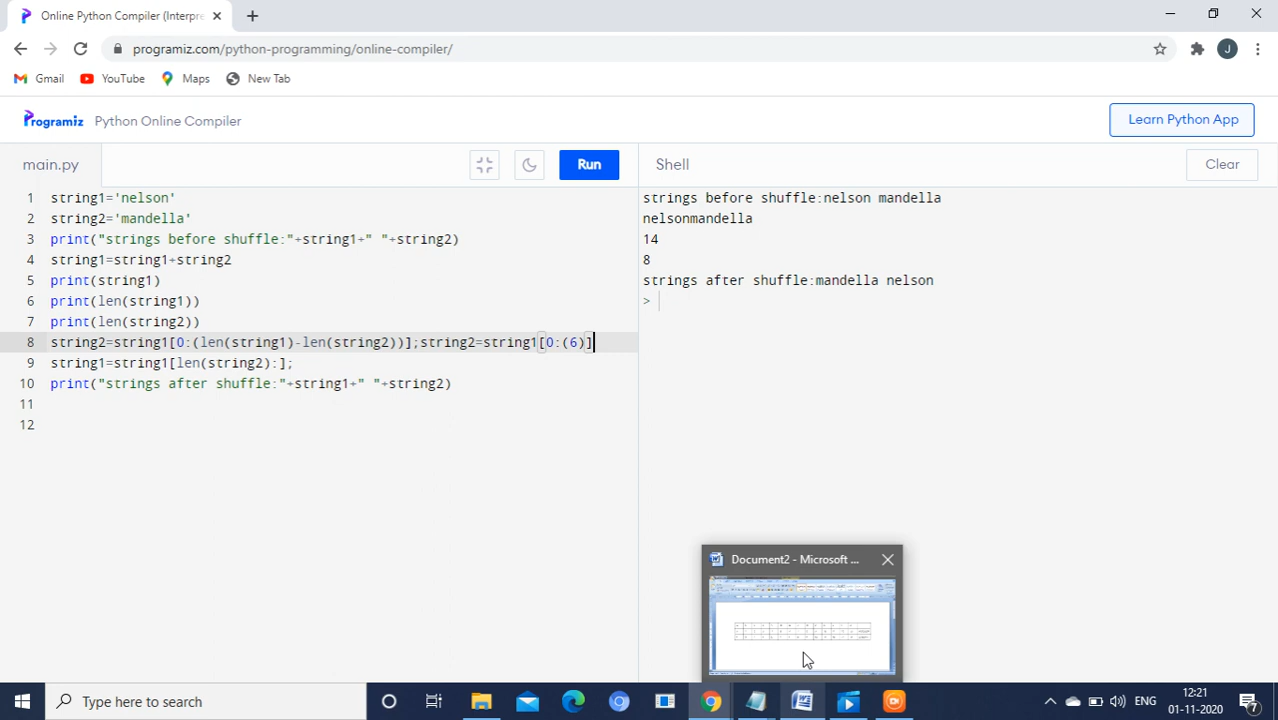 Online Python Compiler (Interpre
programiz.com/python-programming/online-compiler/
J
Gmail YouTube Maps New Tab
Programiz Python Online Compiler
Learn Python App
main.py Run Shell Clear
1 string1='nelson'
2 string2='mandella'
3 print("strings before shuffle:"+string1+" "+string2)
4 string1=string1+string2
5 print(string1)
6 print(len(string1))
7 print(len(string2))
8 string2=string1[0:(len(string1)-len(string2))];string2=string1[0:(6)]
9 string1=string1[len(string2):];
10 print("strings after shuffle:"+string1+" "+string2)
11
12
strings before shuffle:nelson mandella
nelsonmandella
14
8
strings after shuffle:mandella nelson
>
Document2 - Microsoft ...
Type here to search
ENG
12:21
01-11-2020
7